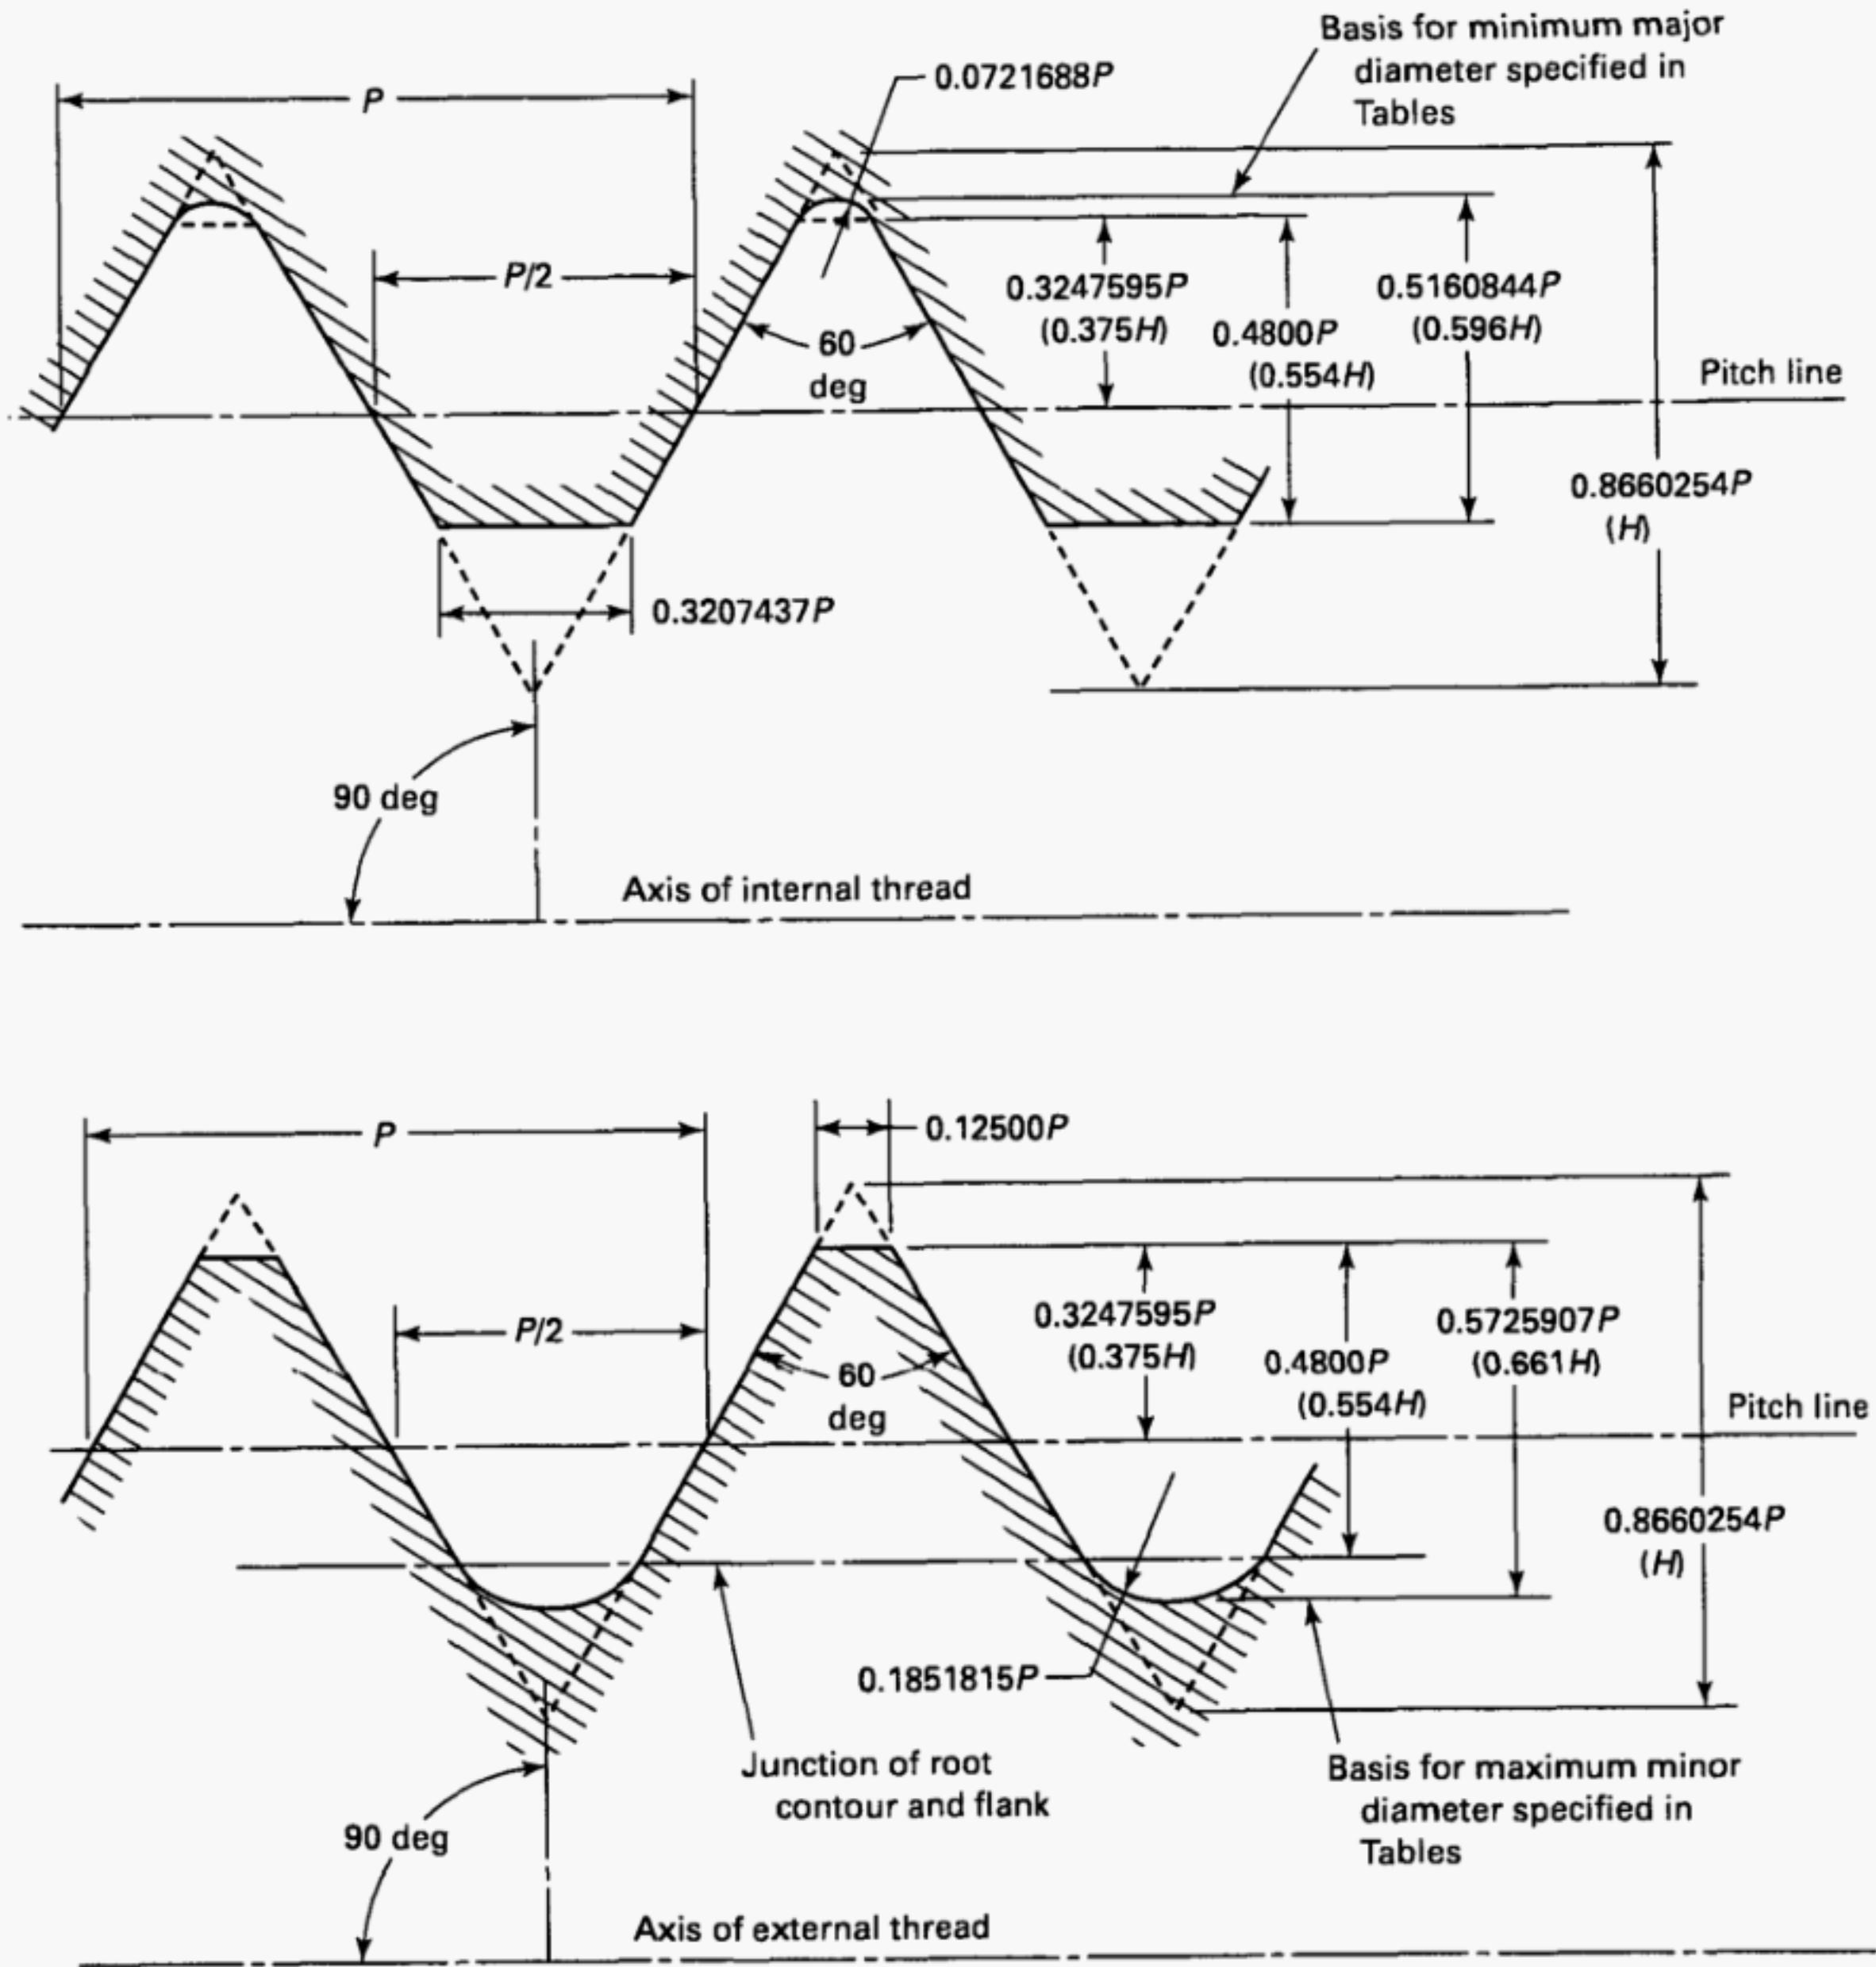 Basis for minimum major
diameter specified in
Tables
0.0721688P
P
P/2
0.3247595P
(0.375H)
0.4800P
(0.554H)
0.5160844P
(0.596H)
60
deg
Pitch line
0.8660254P
(H)
0.3207437P
90 deg
Axis of internal thread
P
0.12500P
P/2
0.3247595P
(0.375H)
0.4800P
(0.554H)
0.5725907P
(0.661H)
60
deg
Pitch line
0.8660254P
(H)
0.1851815P
Junction of root
contour and flank
Basis for maximum minor
diameter specified in
Tables
90 deg
Axis of external thread